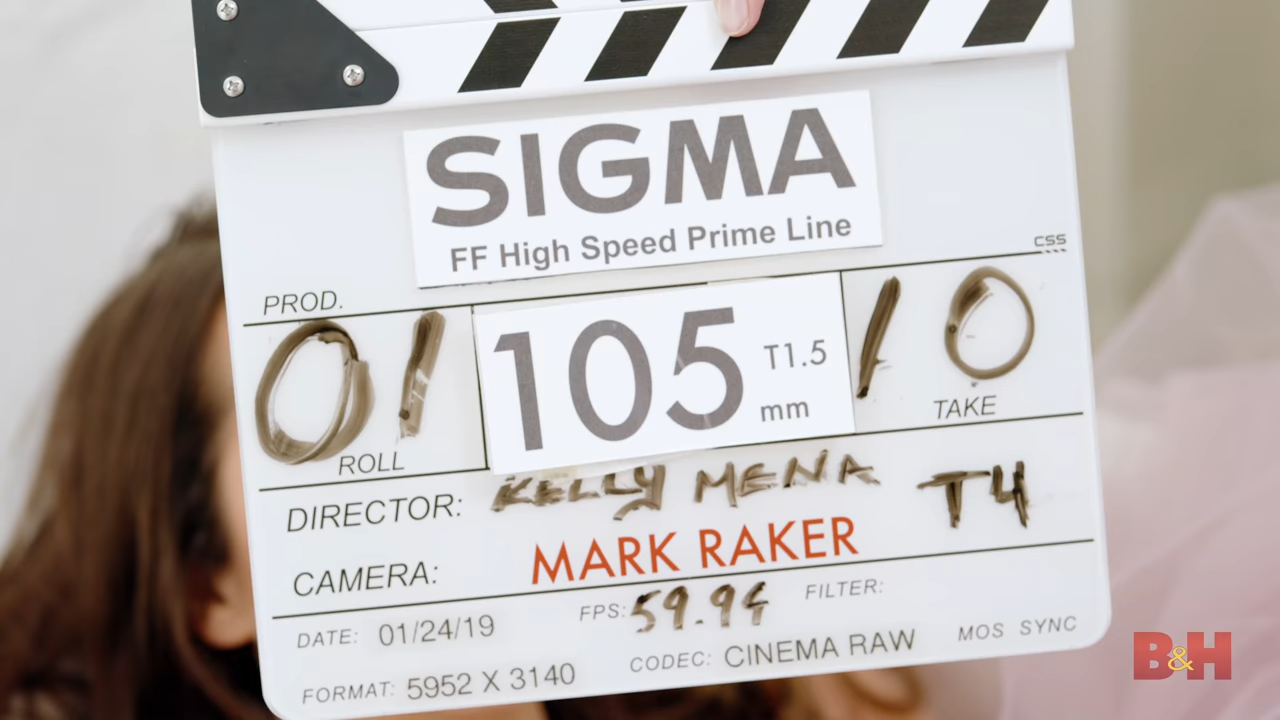 SIGMA
FF High Speed Prime Line
css
PROD.
01
105 mm T1.5
10
ROLL
TAKE
DIRECTOR: KELLY MENA T4
CAMERA: MARK RAKER
DATE: 01/24/19 FPS: 59.94 FILTER:
FORMAT: 5952 X 3140 CODEC: CINEMA RAW MOS SYNC
B&H